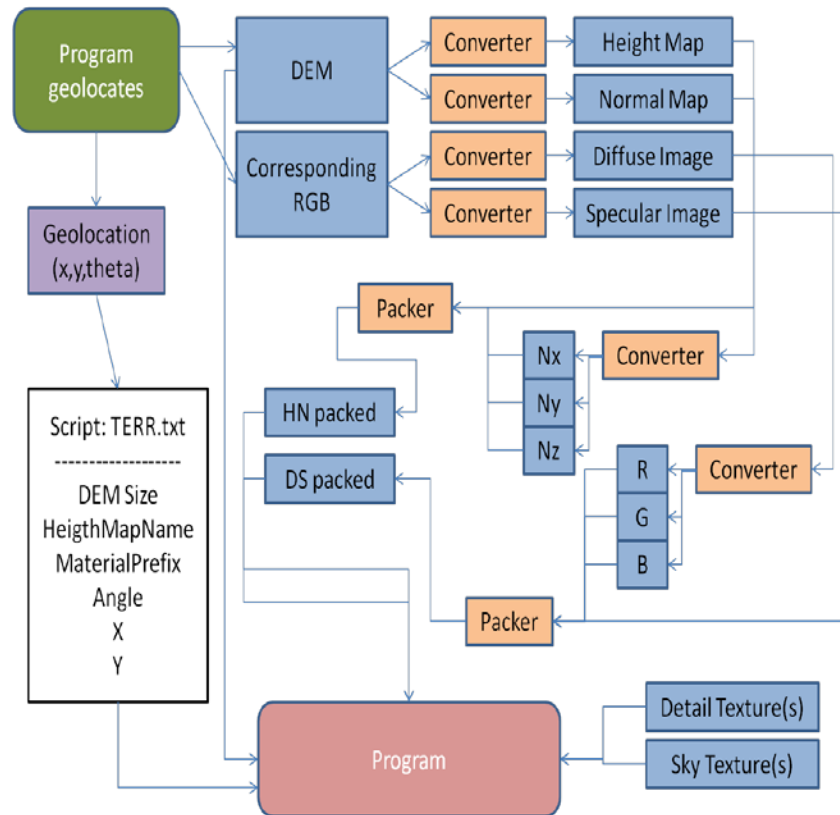 Program
geolocates
DEM
Converter
Height Map
Converter
Normal Map
Corresponding
RGB
Converter
Diffuse Image
Converter
Specular Image
Geolocation
(x,y,theta)
Packer
Nx
Converter
Ny
Nz
HN packed
DS packed
Script: TERR.txt
-------------------
DEM Size
HeigthMapName
MaterialPrefix
Angle
X
Y
R
Converter
G
B
Packer
Program
Detail Texture(s)
Sky Texture(s)